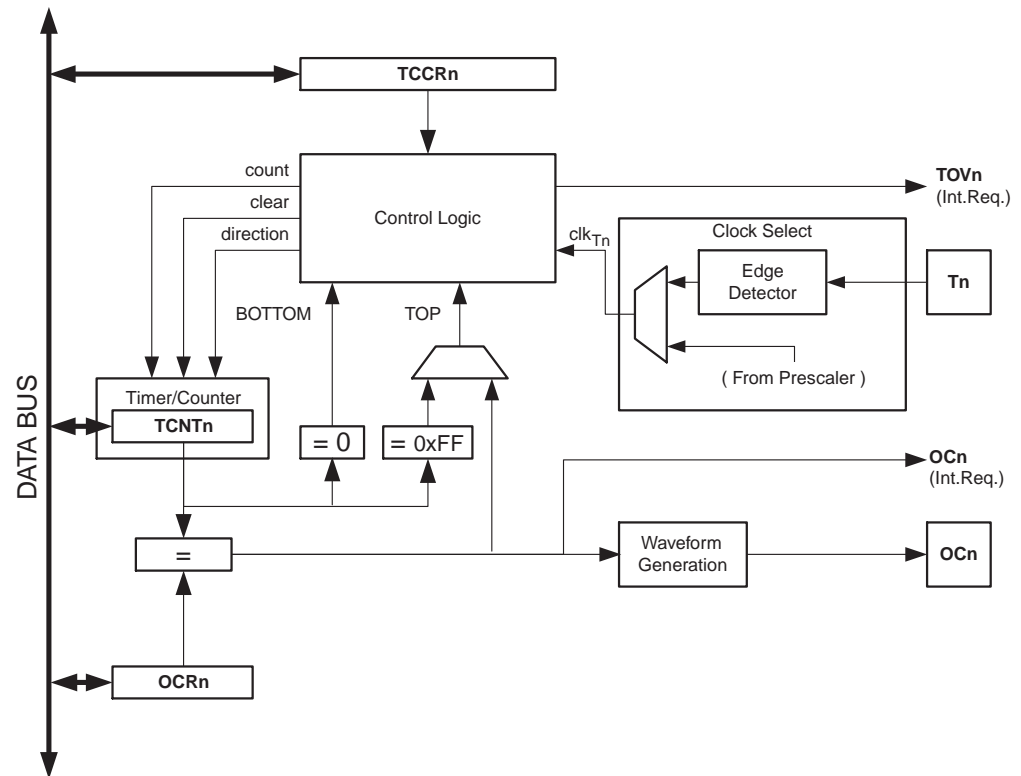 TCCRn
count
clear
direction
Control Logic
TOVn
(Int.Req.)
clkTn
Clock Select
Edge
Detector
Tn
BOTTOM
TOP
( From Prescaler )
Timer/Counter
TCNTn
= 0
= 0xFF
DATA BUS
OCn
(Int.Req.)
=
Waveform
Generation
OCn
OCRn